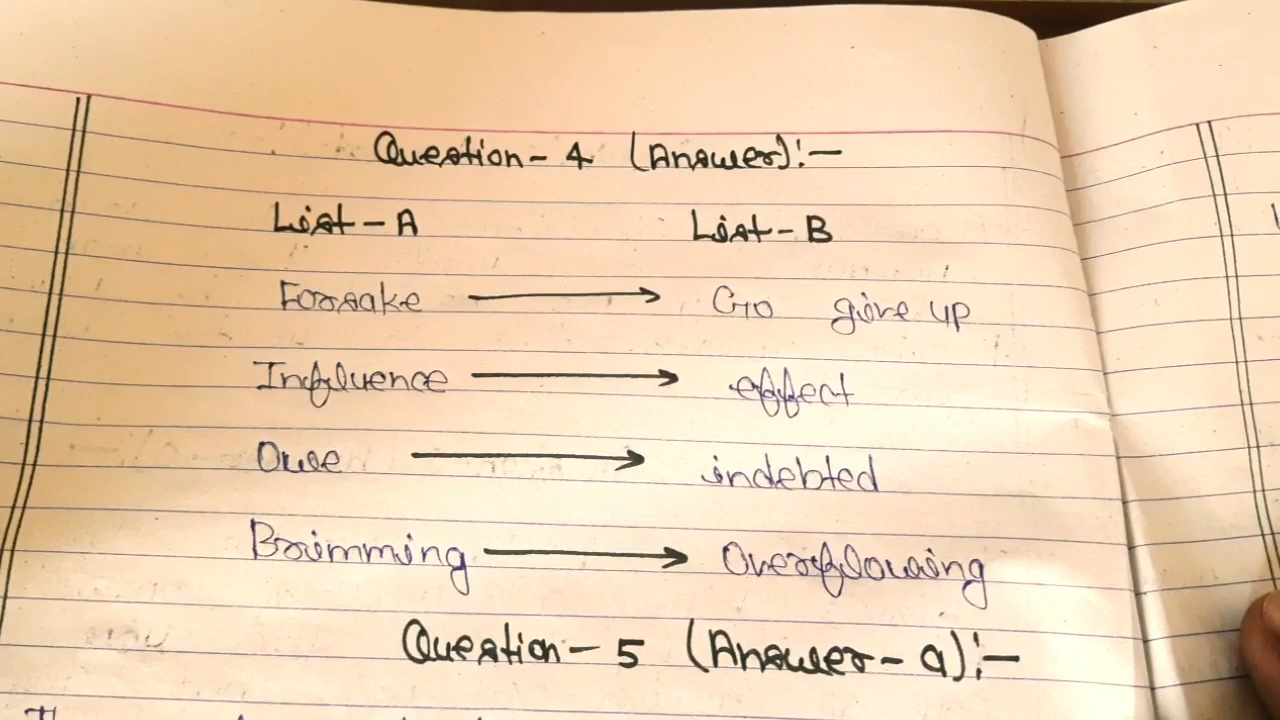 Question - 4 (Answer):-
List - A List - B
Forsake → Go give up
Influence → effect
Owe → indebted
Brimming → Overflowing
Question - 5 (Answer - a):-